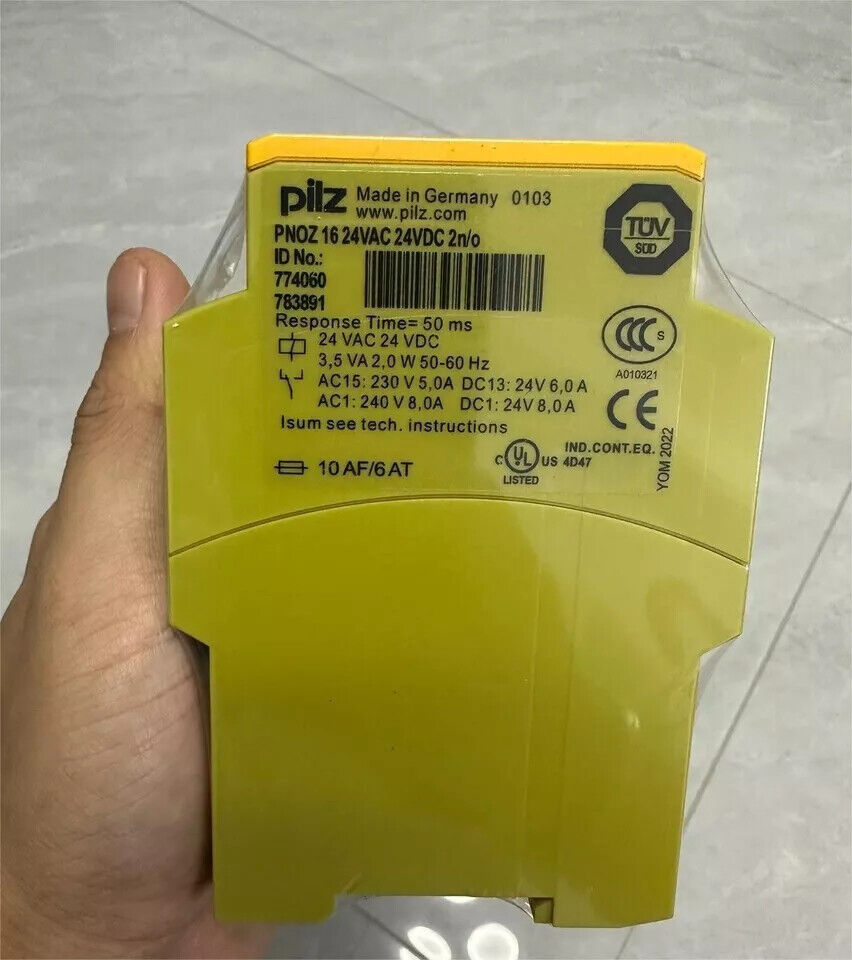 pilz Made in Germany 0103
www.pilz.com
PNOZ 16 24VAC 24VDC 2n/o
ID No.:
774060
783891
Response Time= 50 ms
24 VAC 24 VDC
3,5 VA 2,0 W 50-60 Hz
AC15: 230 V 5,0A DC13: 24V 6,0 A
AC1: 240 V 8,0A DC1: 24V 8,0 A
Isum see tech. instructions
10 AF/6 AT
TÜV
SÜD
CCC S
A010321
CE
IND.CONT.EQ.
C UL US 4D47
LISTED
YOM 2022